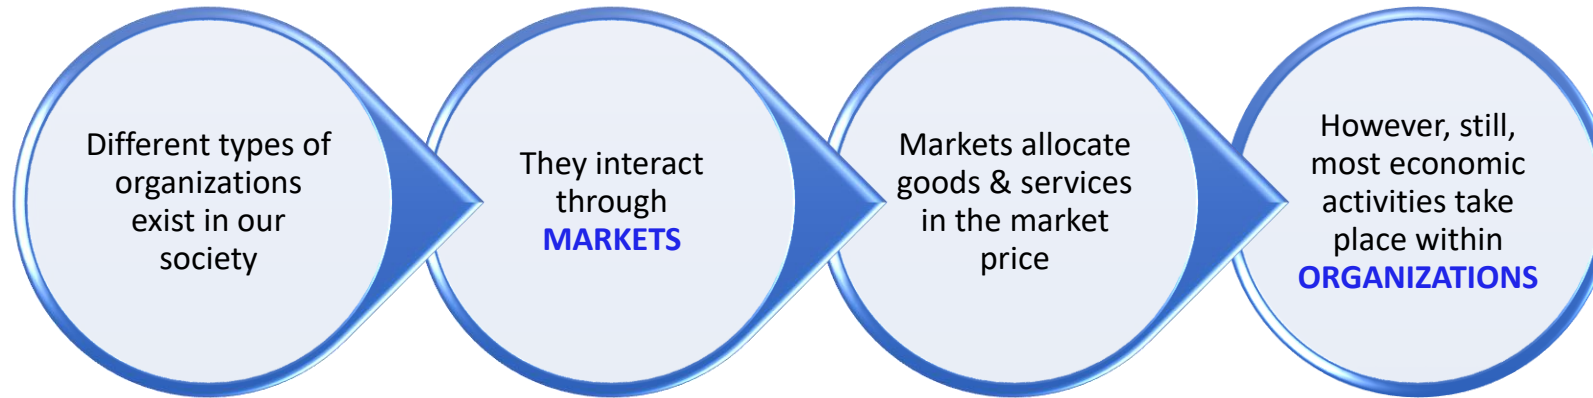 Different types of
organizations
exist in our
society
They interact
through
MARKETS
Markets allocate
goods & services
in the market
price
However, still,
most economic
activities take
place within
ORGANIZATIONS